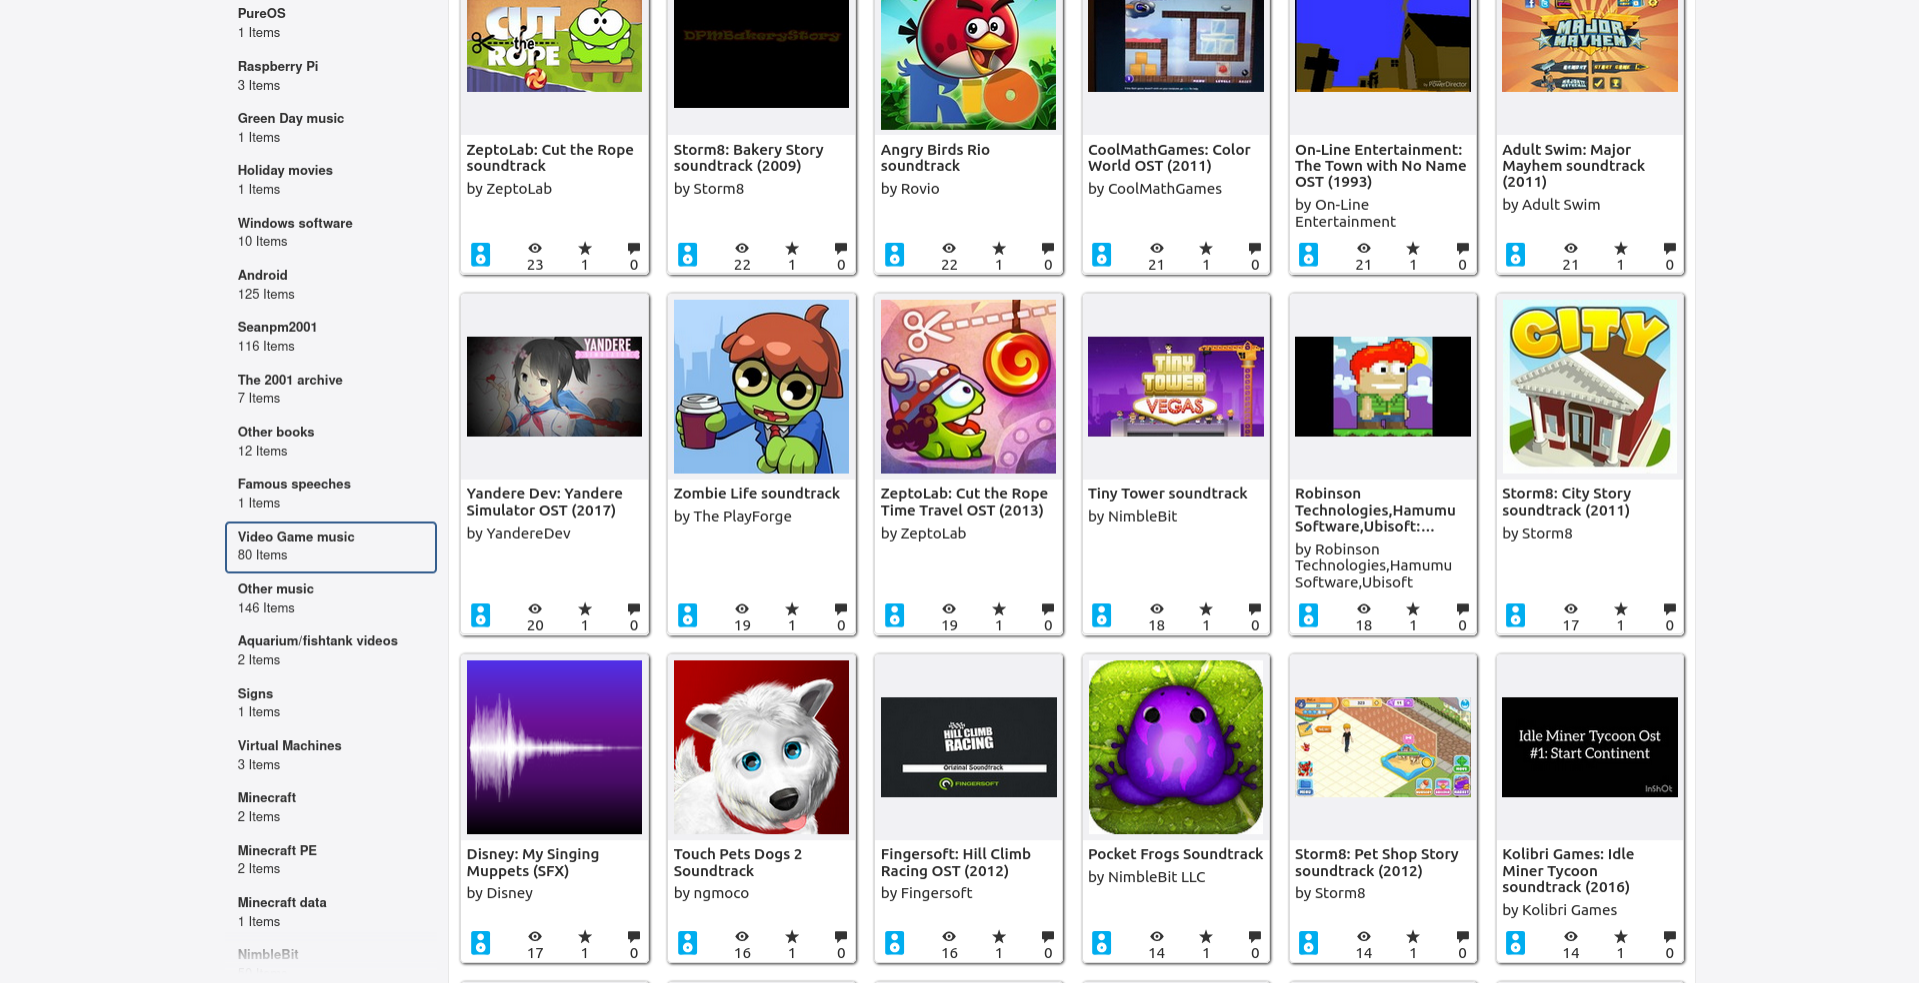 PureOS
1 Items
Raspberry Pi
3 Items
Green Day music
1 Items
Holiday movies
1 Items
Windows software
10 Items
Android
125 Items
Seanpm2001
116 Items
The 2001 archive
7 Items
Other books
12 Items
Famous speeches
1 Items
Video Game music
80 Items
Other music
146 Items
Aquarium/fishtank videos
2 Items
Signs
1 Items
Virtual Machines
3 Items
Minecraft
2 Items
Minecraft PE
2 Items
Minecraft data
1 Items
NimbleBit
CUT
the
ROPE
DPMBakeryStory
RIO
PowerDirector
MAJOR
MAYHEM
ZeptoLab: Cut the Rope
soundtrack
by ZeptoLab
23 1 0
Storm8: Bakery Story
soundtrack (2009)
by Storm8
22 1 0
Angry Birds Rio
soundtrack
by Rovio
22 1 0
CoolMathGames: Color
World OST (2011)
by CoolMathGames
21 1 0
On-Line Entertainment:
The Town with No Name
OST (1993)
by On-Line
Entertainment
21 1 0
Adult Swim: Major
Mayhem soundtrack
(2011)
by Adult Swim
21 1 0
YANDERE
Yandere Dev: Yandere
Simulator OST (2017)
by YandereDev
20 1 0
Zombie Life soundtrack
by The PlayForge
19 1 0
ZeptoLab: Cut the Rope
Time Travel OST (2013)
by ZeptoLab
19 1 0
TINY
TOWER
VEGAS
Tiny Tower soundtrack
by NimbleBit
18 1 0
Robinson
Technologies,Hamumu
Software,Ubisoft:...
by Robinson
Technologies,Hamumu
Software,Ubisoft
18 1 0
CITY
Storm8: City Story
soundtrack (2011)
by Storm8
17 1 0
Disney: My Singing
Muppets (SFX)
by Disney
17 1 0
Touch Pets Dogs 2
Soundtrack
by ngmoco
16 1 0
HILL CLIMB
RACING
Original Soundtrack
FINGERSOFT
Fingersoft: Hill Climb
Racing OST (2012)
by Fingersoft
16 1 0
Pocket Frogs Soundtrack
by NimbleBit LLC
14 1 0
Storm8: Pet Shop Story
soundtrack (2012)
by Storm8
14 1 0
Idle Miner Tycoon Ost
#1: Start Continent
InShOt
Kolibri Games: Idle
Miner Tycoon
soundtrack (2016)
by Kolibri Games
14 1 0